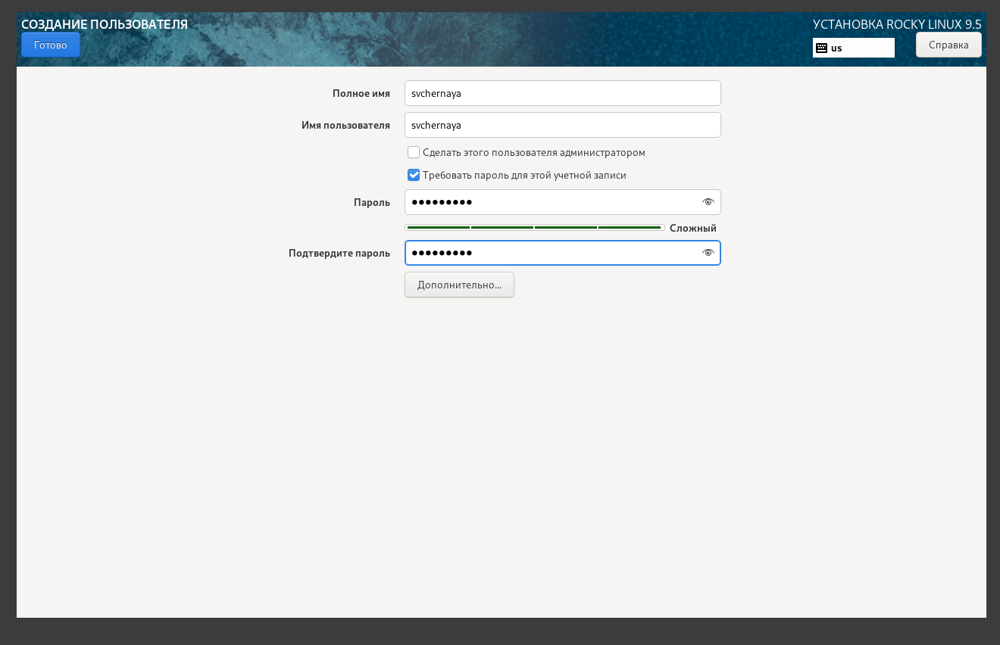 СОЗДАНИЕ ПОЛЬЗОВАТЕЛЯ
УСТАНОВКА ROCKY LINUX 9.5
Готово
us
Справка
Полное имя
svchernaya
Имя пользователя
svchernaya
Сделать этого пользователя администратором
Требовать пароль для этой учетной записи
Пароль
●●●●●●●●●
Сложный
Подтвердите пароль
●●●●●●●●●
Дополнительно...